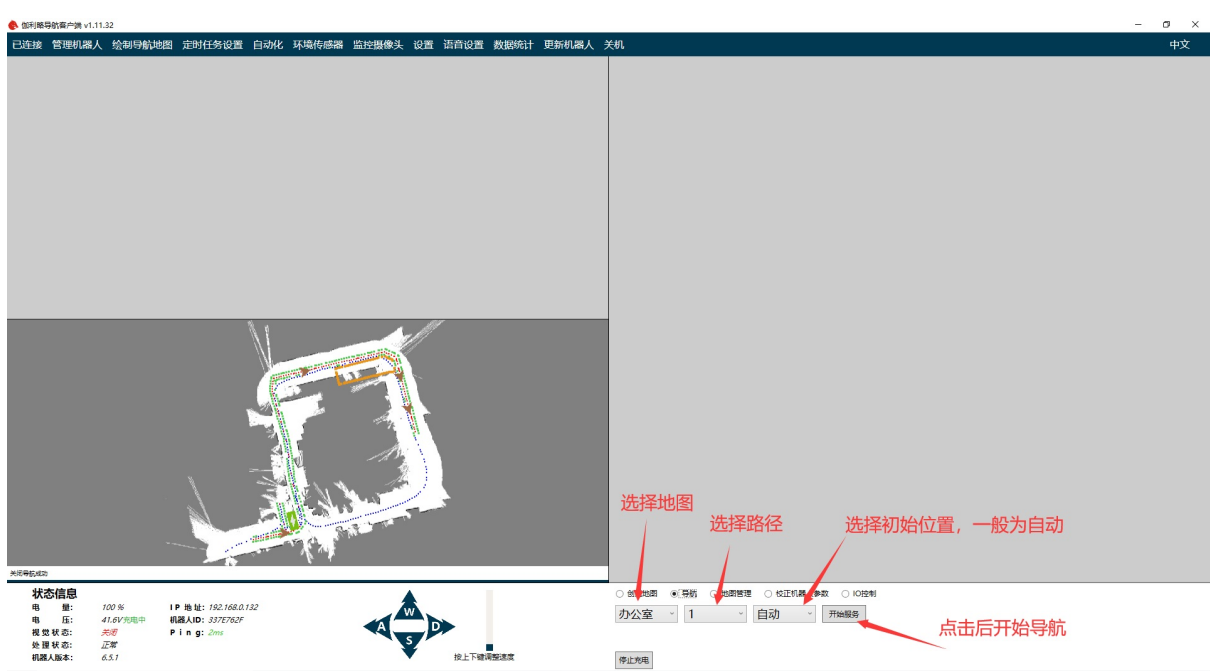 伽利略导航客户端 v1.11.32
已连接 管理机器人 绘制导航地图 定时任务设置 自动化 环境传感器 监控摄像头 设置 语音设置 数据统计 更新机器人 关机 中文
选择地图
选择路径
选择初始位置，一般为自动
关闭导航成功
状态信息
电 量： 100 % IP 地址: 192.168.0.132
电 压： 41.6V充电中 机器人ID: 337E762F
视觉状态： 关闭 Ping: 2ms
处理状态： 正常
机器人版本： 6.5.1
W
A D
S
按上下键调整速度
创建地图 导航 地图管理 校正机器人参数 IO控制
办公室 1 自动 开始服务
点击后开始导航
停止充电